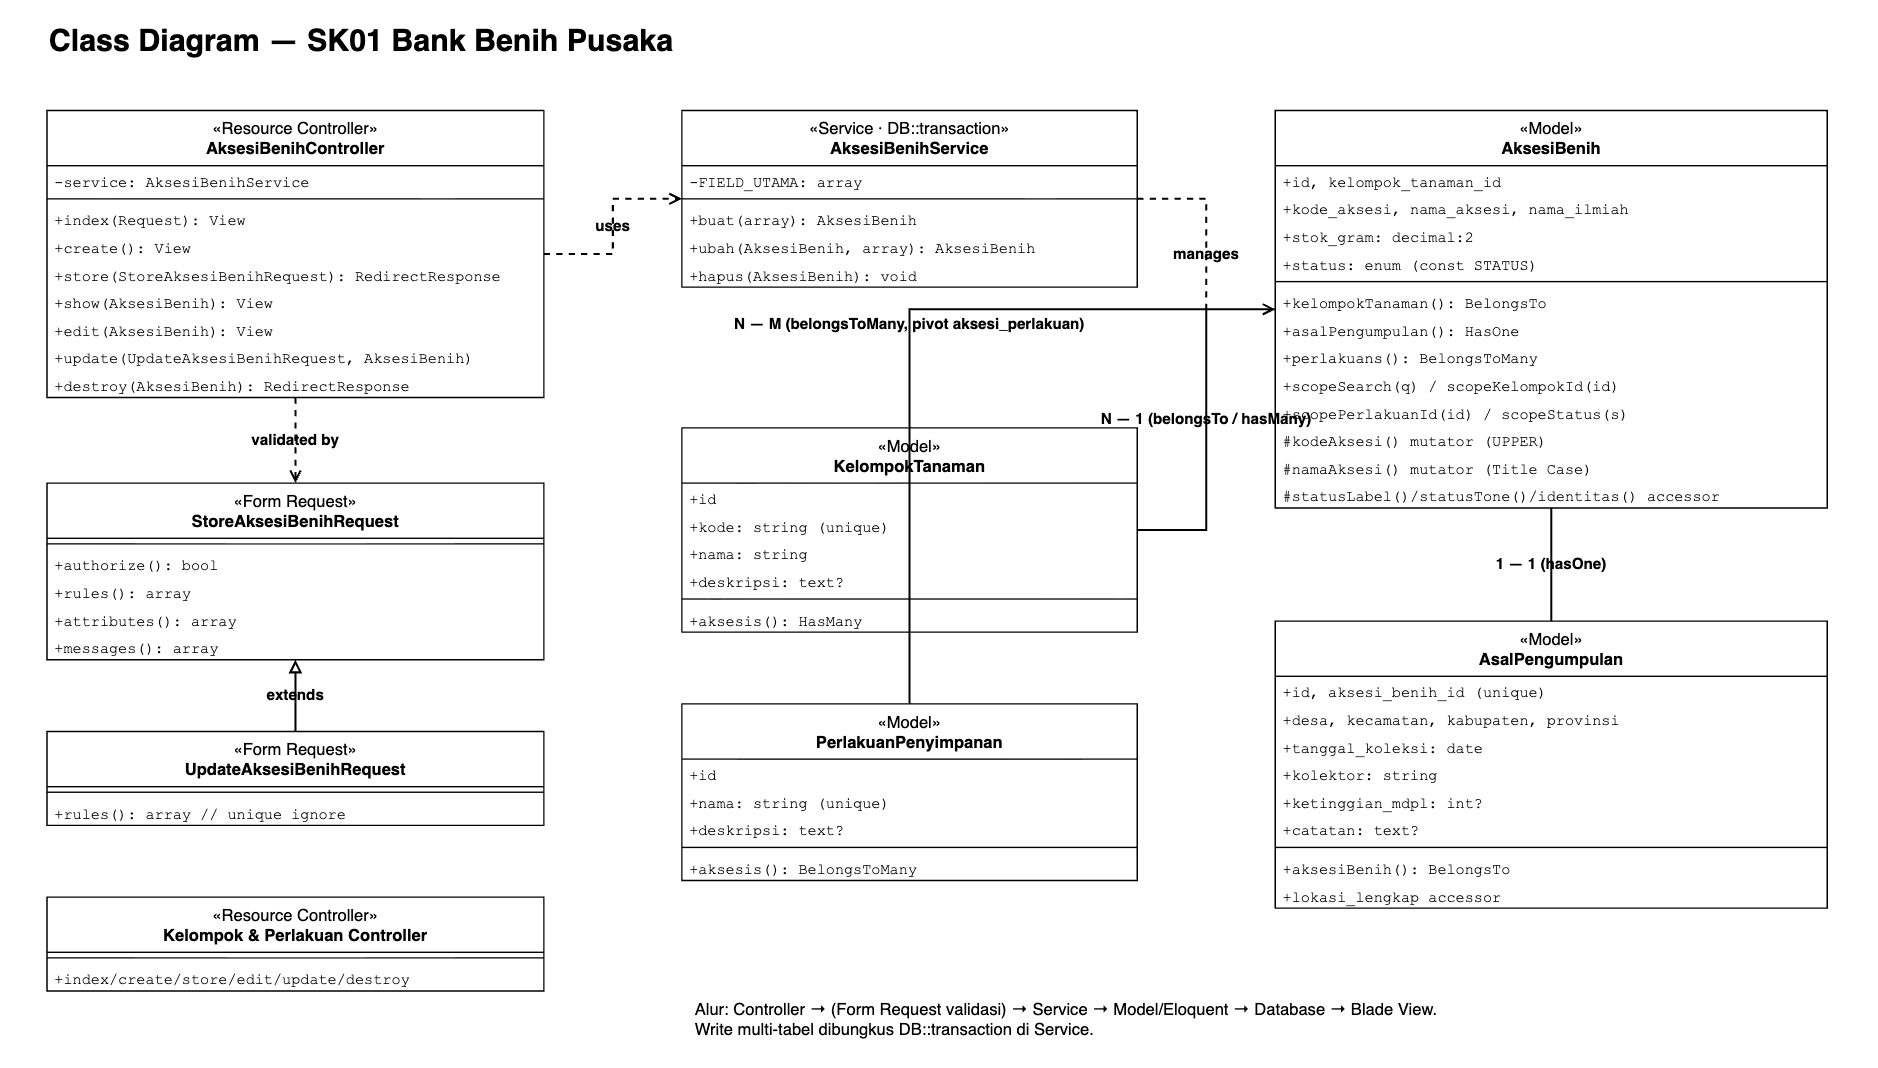 Class Diagram — SK01 Bank Benih Pusaka
«Resource Controller»
AksesiBenihController
-service: AksesiBenihService
+index(Request): View
+create(): View
+store(StoreAksesiBenihRequest): RedirectResponse
+show(AksesiBenih): View
+edit(AksesiBenih): View
+update(UpdateAksesiBenihRequest, AksesiBenih)
+destroy(AksesiBenih): RedirectResponse
uses
«Service · DB::transaction»
AksesiBenihService
-FIELD_UTAMA: array
+buat(array): AksesiBenih
+ubah(AksesiBenih, array): AksesiBenih
+hapus(AksesiBenih): void
manages
«Model»
AksesiBenih
+id, kelompok_tanaman_id
+kode_aksesi, nama_aksesi, nama_ilmiah
+stok_gram: decimal:2
+status: enum (const STATUS)
+kelompokTanaman(): BelongsTo
+asalPengumpulan(): HasOne
+perlakuans(): BelongsToMany
+scopeSearch(q) / scopeKelompokId(id)
+scopePerlakuanId(id) / scopeStatus(s)
#kodeAksesi() mutator (UPPER)
#namaAksesi() mutator (Title Case)
#statusLabel()/statusTone()/identitas() accessor
N — M (belongsToMany, pivot aksesi_perlakuan)
N — 1 (belongsTo / hasMany)
validated by
«Form Request»
StoreAksesiBenihRequest
+authorize(): bool
+rules(): array
+attributes(): array
+messages(): array
extends
«Form Request»
UpdateAksesiBenihRequest
+rules(): array // unique ignore
«Resource Controller»
Kelompok & Perlakuan Controller
+index/create/store/edit/update/destroy
«Model»
KelompokTanaman
+id
+kode: string (unique)
+nama: string
+deskripsi: text?
+aksesis(): HasMany
«Model»
PerlakuanPenyimpanan
+id
+nama: string (unique)
+deskripsi: text?
+aksesis(): BelongsToMany
1 — 1 (hasOne)
«Model»
AsalPengumpulan
+id, aksesi_benih_id (unique)
+desa, kecamatan, kabupaten, provinsi
+tanggal_koleksi: date
+kolektor: string
+ketinggian_mdpl: int?
+catatan: text?
+aksesiBenih(): BelongsTo
+lokasi_lengkap accessor
Alur: Controller → (Form Request validasi) → Service → Model/Eloquent → Database → Blade View.
Write multi-tabel dibungkus DB::transaction di Service.